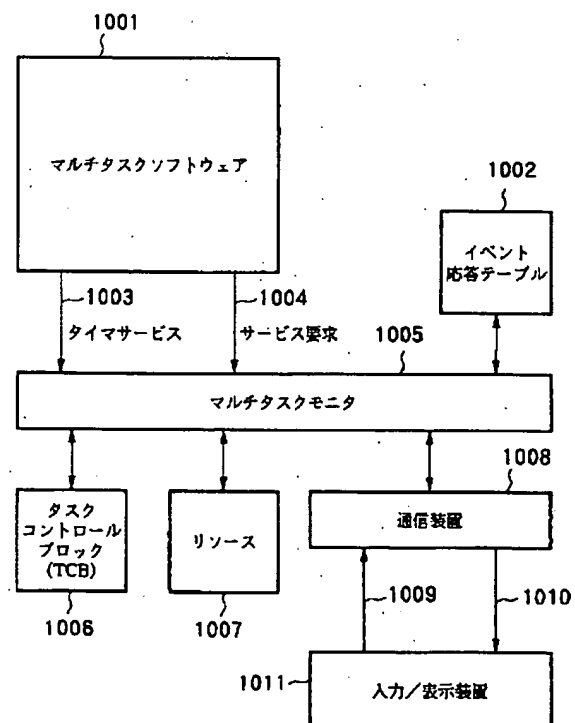 1001
マルチタスクソフトウェア
1002
イベント
応答テーブル
1003
タイマサービス
1004
サービス要求
1005
マルチタスクモニタ
タスク
コントロール
ブロック
(TCB)
1006
リソース
1007
1008
通信装置
1009
1010
1011
入力/表示装置